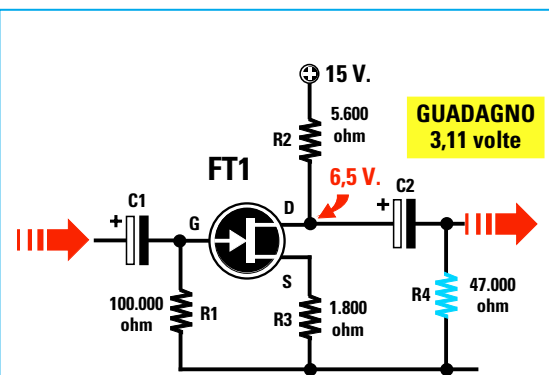 15 V.
5.600
ohm
R2
GUADAGNO
3,11 volte
FT1
6,5 V.
C1
+
G
D
+
C2
S
100.000
ohm
R1
R3
1.800
ohm
R4
47.000
ohm